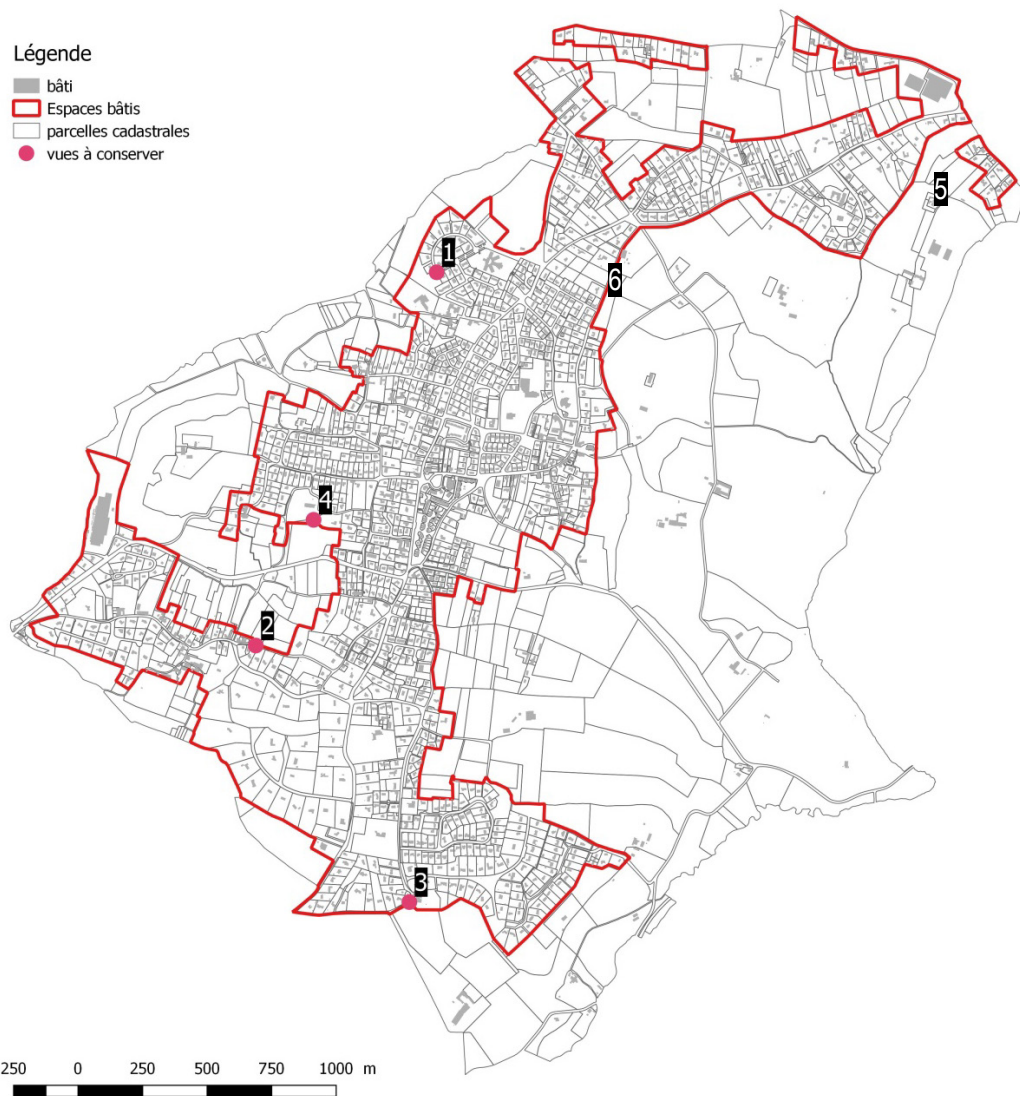 Légende
bâti
Espaces bâtis
parcelles cadastrales
vues à conserver
5
1
6
4
2
3
250 0 250 500 750 1000 m